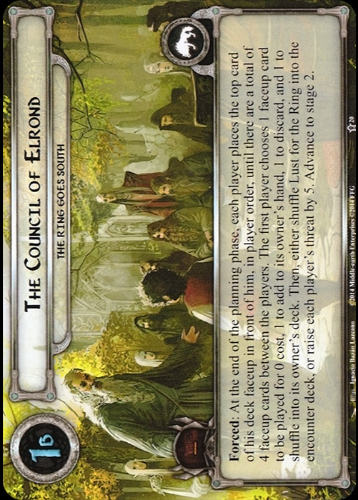 1B
THE COUNCIL OF ELROND
THE RING GOES SOUTH
Forced: At the end of the planning phase, each player places the top card
of his deck faceup in front of him, in player order, until there are a total of
4 faceup cards between the players. The first player chooses 1 faceup card
to be played for 0 cost, 1 to add to its owner's hand, 1 to discard, and 1 to
shuffle into its owner's deck. Then, either shuffle Lust for the Ring into the
encounter deck, or raise each player's threat by 5. Advance to stage 2.
Illus. Ignacio Bazán Lazcano ©2014 Middle-earth Enterprises ©2014 FFG 20